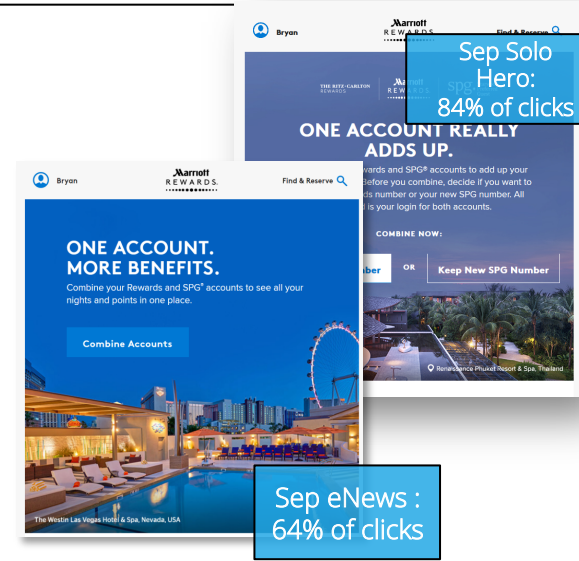 Bryan
Marriott
REWARDS
Find & Reserve
Sep Solo
Hero:
84% of clicks
THE RITZ-CARLTON
REWARDS
Marriott
REWARDS
spg.
ONE ACCOUNT REALLY
ADDS UP.
wards and SPG® accounts to add up your
Before you combine, decide if you want to
ds number or your new SPG number. All
is your login for both accounts.
COMBINE NOW:
ber
OR
Keep New SPG Number
Renaissance Phuket Resort & Spa, Thailand
Bryan
Marriott
REWARDS.
Find & Reserve
ONE ACCOUNT.
MORE BENEFITS.
Combine your Rewards and SPG® accounts to see all your
nights and points in one place.
Combine Accounts
The Westin Las Vegas Hotel & Spa, Nevada, USA
Sep eNews :
64% of clicks